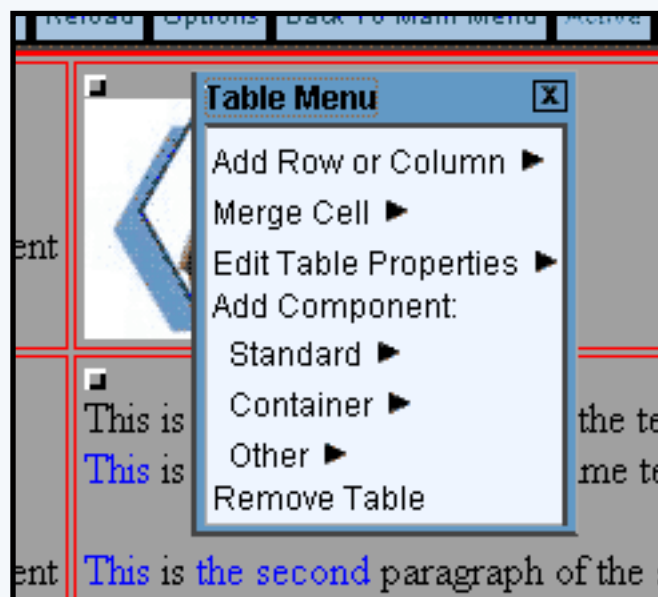 Reload Options Back To Main Menu Active
Table Menu X
Add Row or Column
Merge Cell
ent
Edit Table Properties
Add Component:
Standard
Container
This is the te
Other
This is me te
Remove Table
ent This is the second paragraph of the